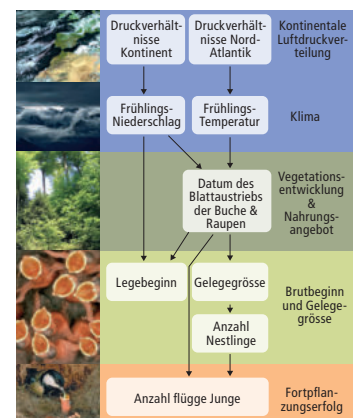 Druckverhält-
nisse
Kontinent
Druckverhält-
nisse Nord-
Atlantik
Kontinentale
Luftdruckver-
teilung
Frühlings-
Niederschlag
Frühlings-
Temperatur
Klima
Datum des
Blattaustriebs
der Buche &
Raupen
Vegetations-
entwicklung
& Nahrungs-
angebot
Legebeginn
Gelegegrösse
Anzahl
Nestlinge
Brutbeginn
und Gelege-
grösse
Anzahl flügge Junge
Fortpflan-
zungserfolg